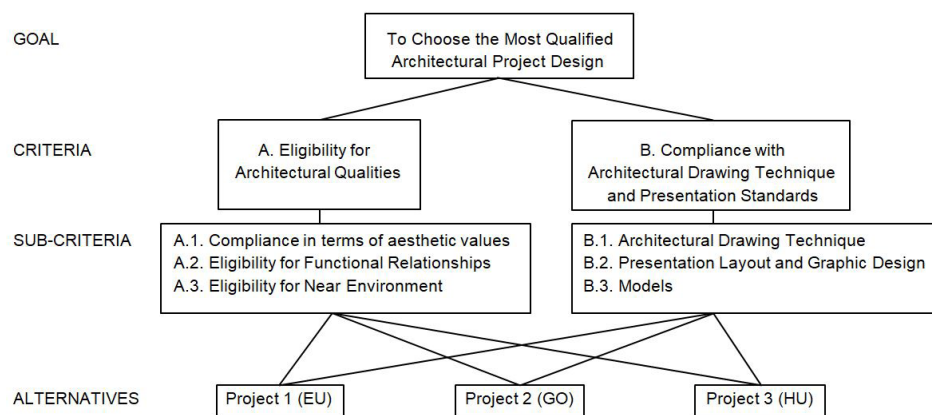 GOAL
To Choose the Most Qualified
Architectural Project Design
CRITERIA
A. Eligibility for
Architectural Qualities
B. Compliance with
Architectural Drawing Technique
and Presentation Standards
SUB-CRITERIA
A.1. Compliance in terms of aesthetic values
A.2. Eligibility for Functional Relationships
A.3. Eligibility for Near Environment
B.1. Architectural Drawing Technique
B.2. Presentation Layout and Graphic Design
B.3. Models
ALTERNATIVES
Project 1 (EU)
Project 2 (GO)
Project 3 (HU)